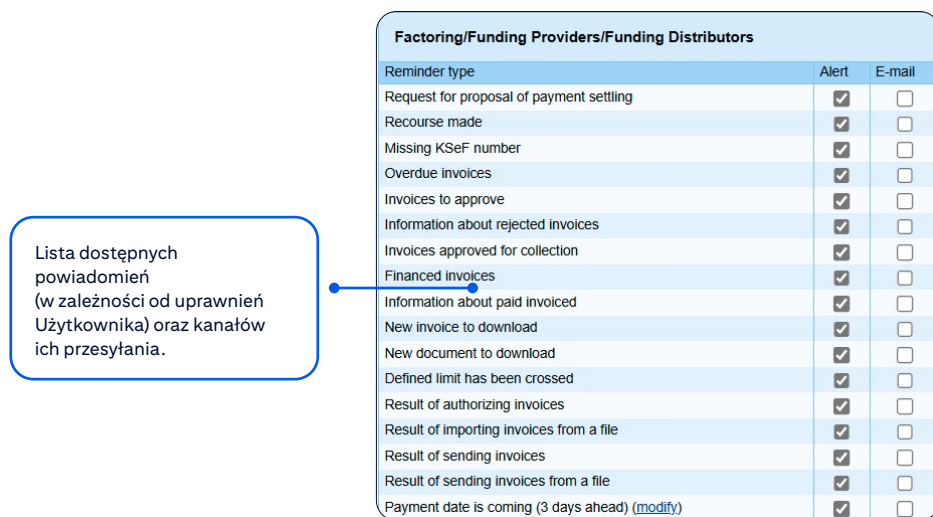 Factoring/Funding Providers/Funding Distributors
Reminder type Alert E-mail
Request for proposal of payment settling
Recourse made
Missing KSeF number
Overdue invoices
Invoices to approve
Information about rejected invoices
Invoices approved for collection
Financed invoices
Information about paid invoiced
New invoice to download
New document to download
Defined limit has been crossed
Result of authorizing invoices
Result of importing invoices from a file
Result of sending invoices
Result of sending invoices from a file
Payment date is coming (3 days ahead) (modify)
Lista dostępnych
powiadomień
(w zależności od uprawnień
Użytkownika) oraz kanałów
ich przesyłania.